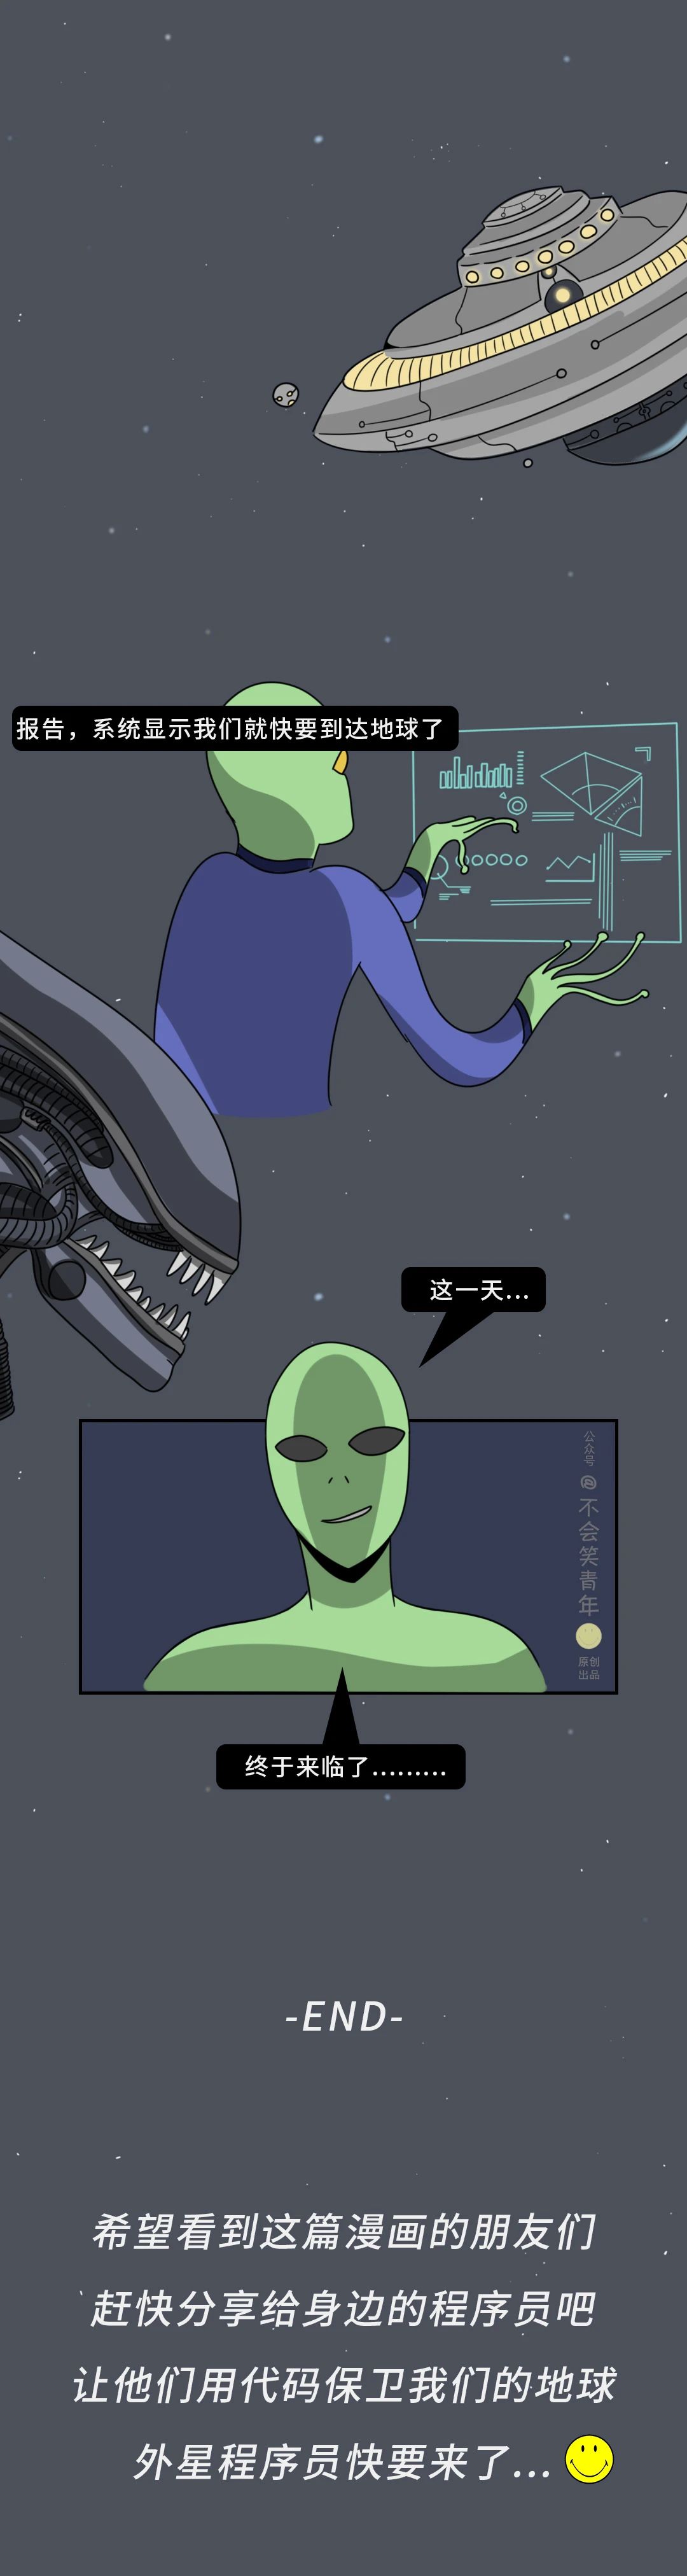 报告，系统显示我们就快要到达地球了
这一天...
公众号
@
不会笑青年
原创
出品
终于来临了.........
-END-
希望看到这篇漫画的朋友们
赶快分享给身边的程序员吧
让他们用代码保卫我们的地球
外星程序员快要来了...